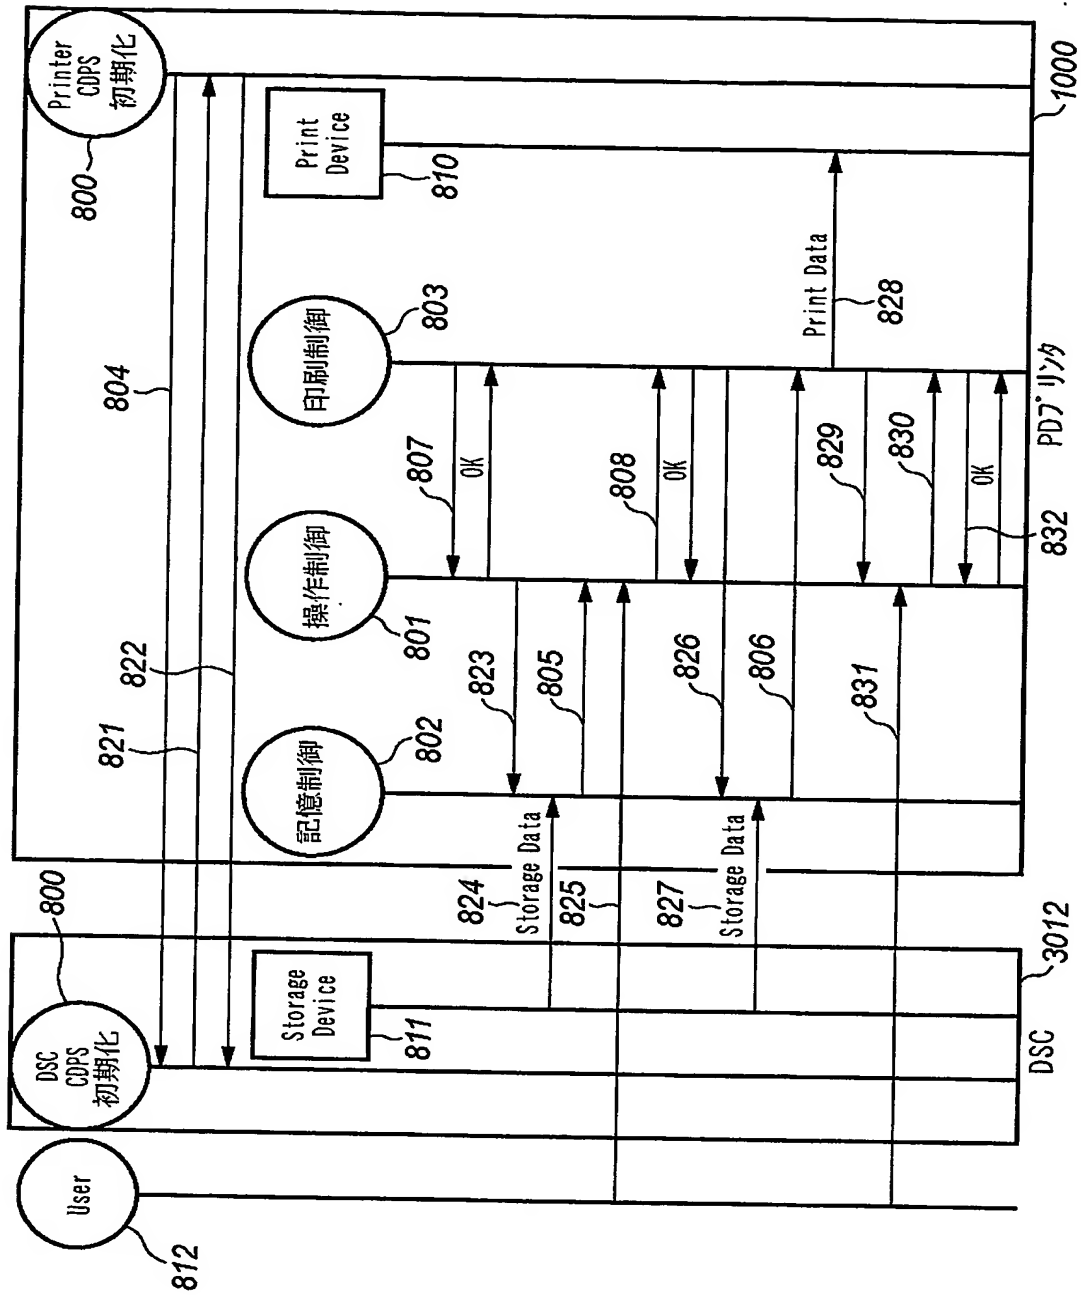 User
812
DSC
CDPS
初期化
800
Printer
CDPS
初期化
800
804
821
822
Storage
Device
811
記憶制御
802
操作制御
801
印刷制御
803
Print
Device
810
807
OK
823
824
Storage Data
805
825
808
OK
826
827
Storage Data
806
Print Data
828
829
831
830
OK
832
DSC
3012
PDプリンタ
1000